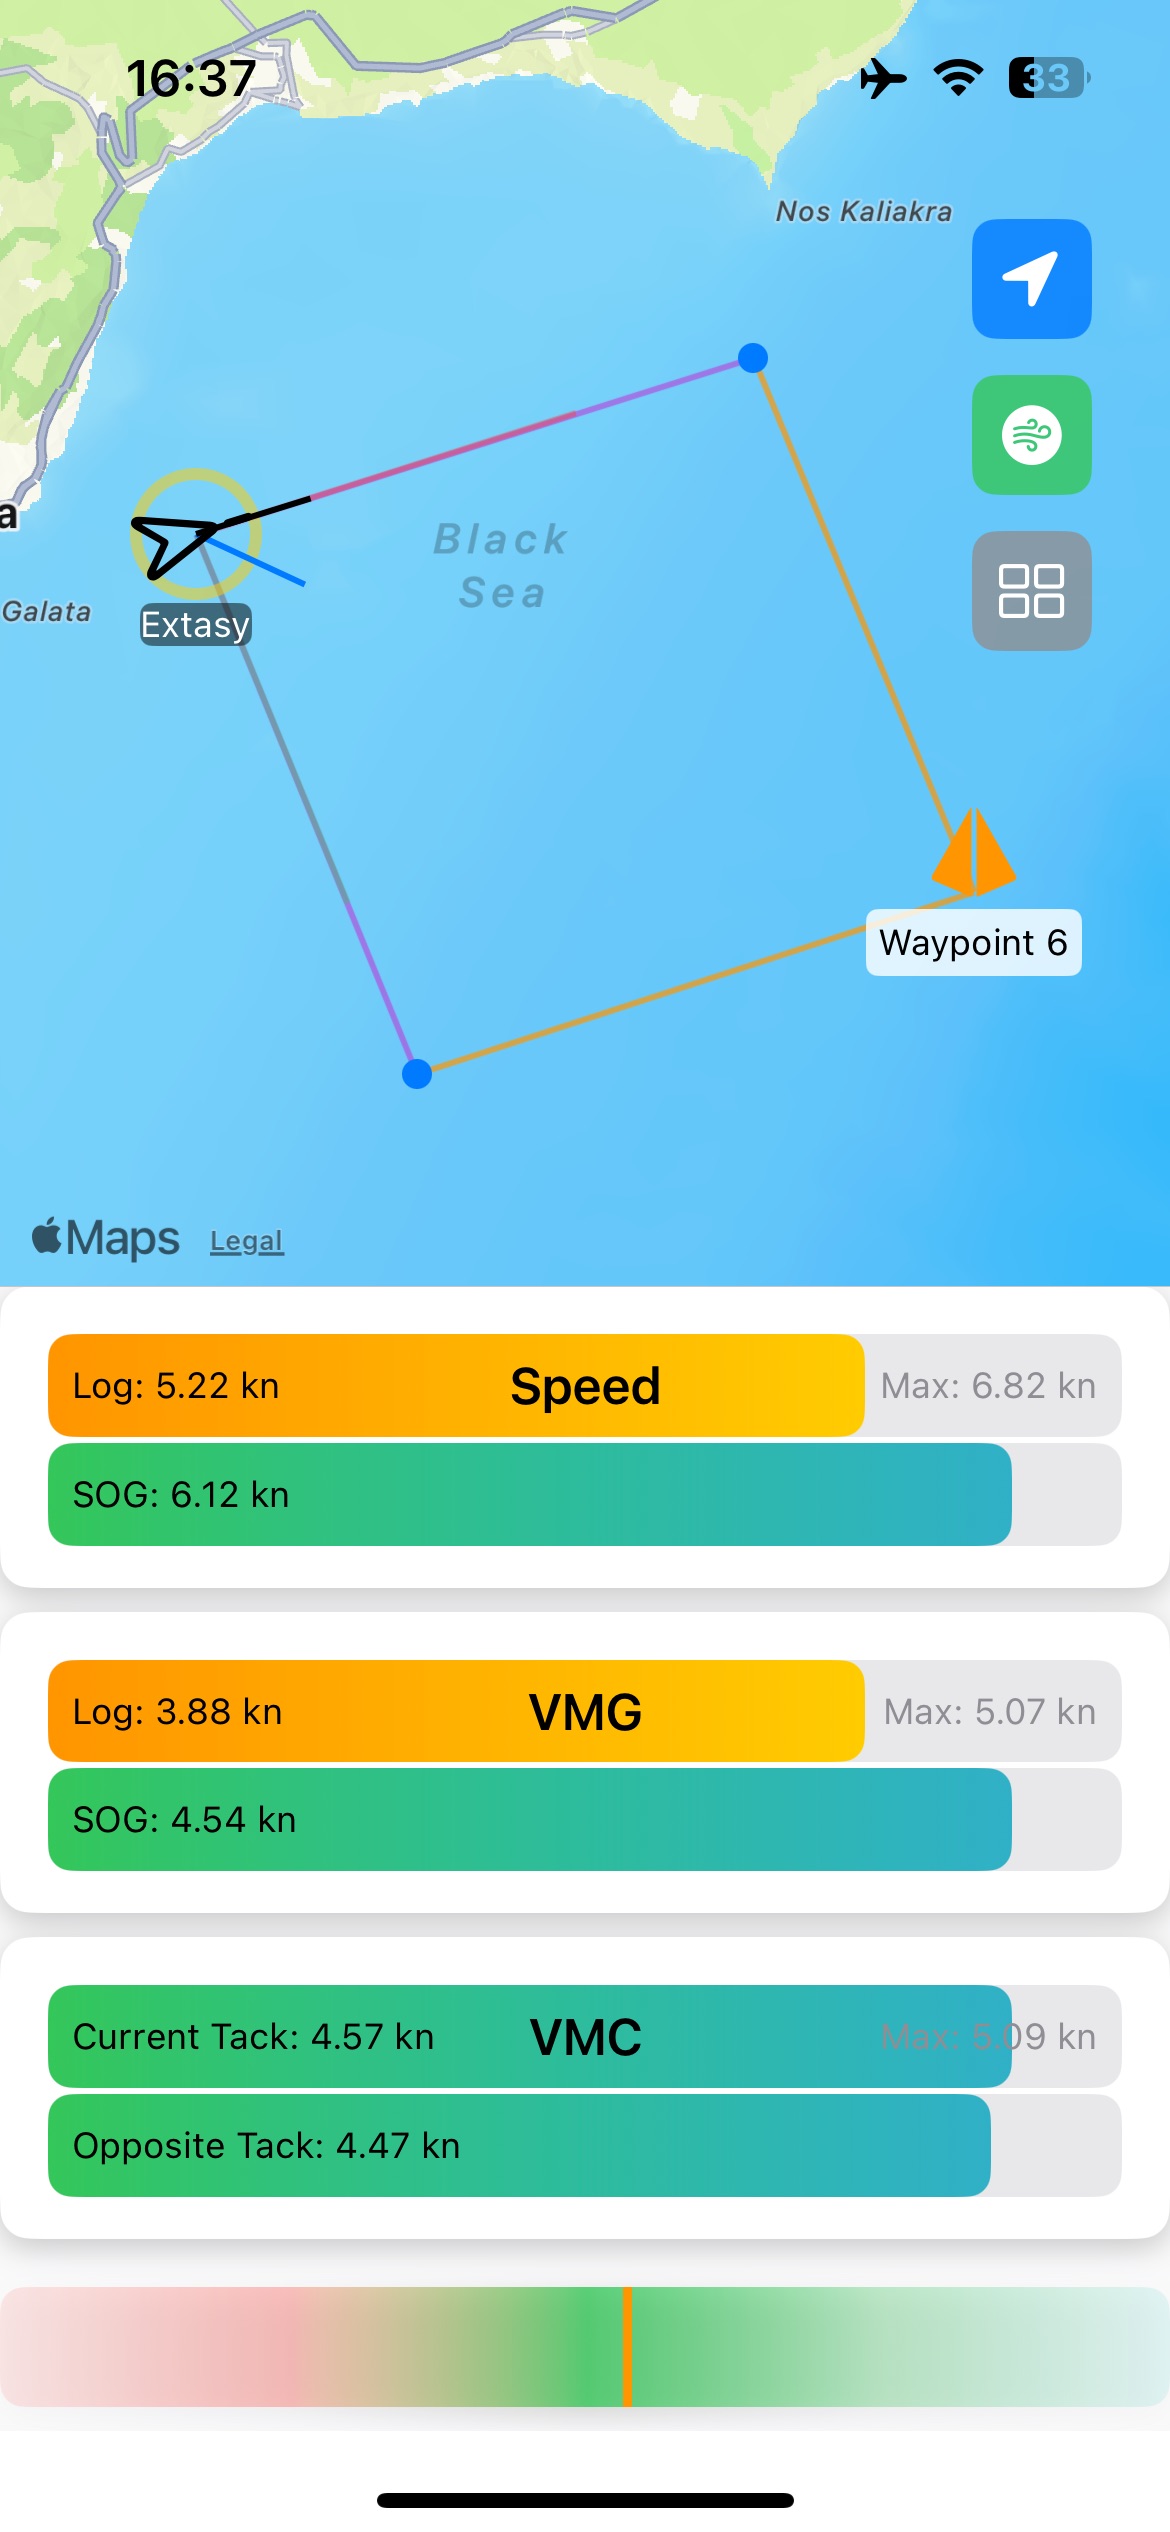 16:37
33
Nos Kaliakra
a
Black
Sea
Galata
Extasy
Waypoint 6
Maps
Legal
Log: 5.22 kn
Speed
Max: 6.82 kn
SOG: 6.12 kn
Log: 3.88 kn
VMG
Max: 5.07 kn
SOG: 4.54 kn
Current Tack: 4.57 kn
VMC
Max: 5.09 kn
Opposite Tack: 4.47 kn